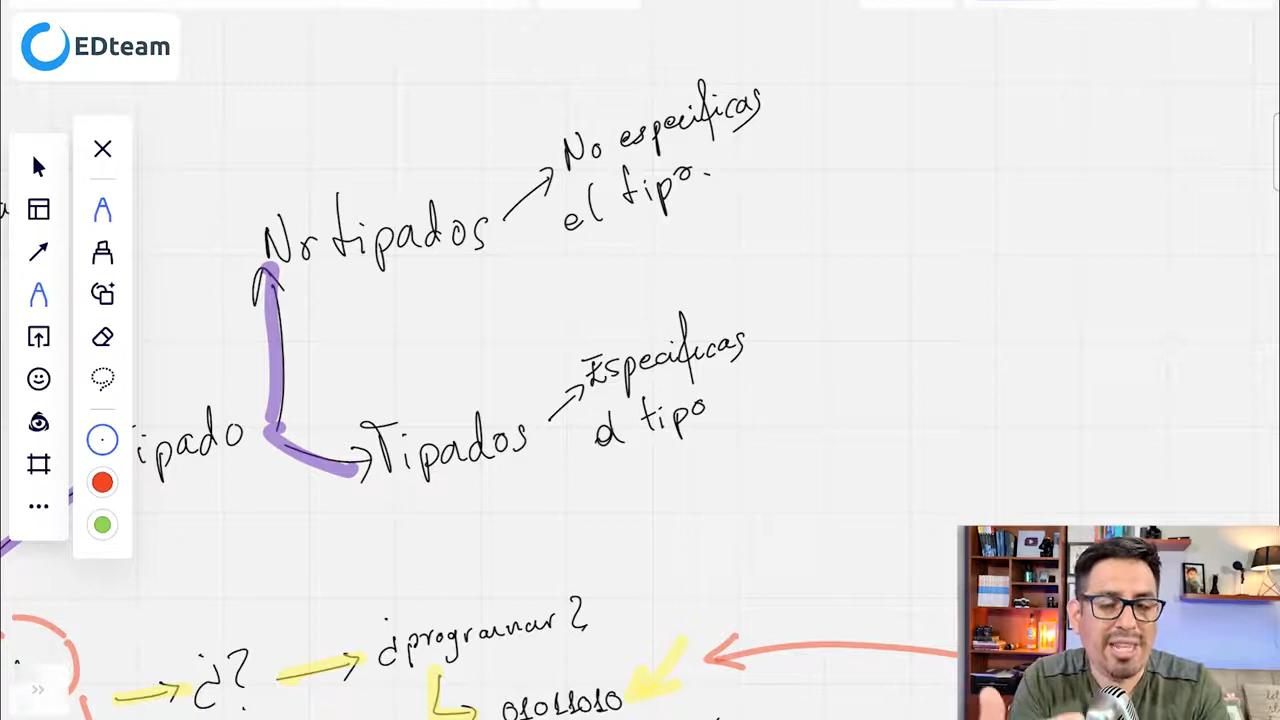 EDteam
No especificas
el tipo.
No tipados
Especificas
el tipo
ipado
Tipados
¿programar?
¿?
01011010